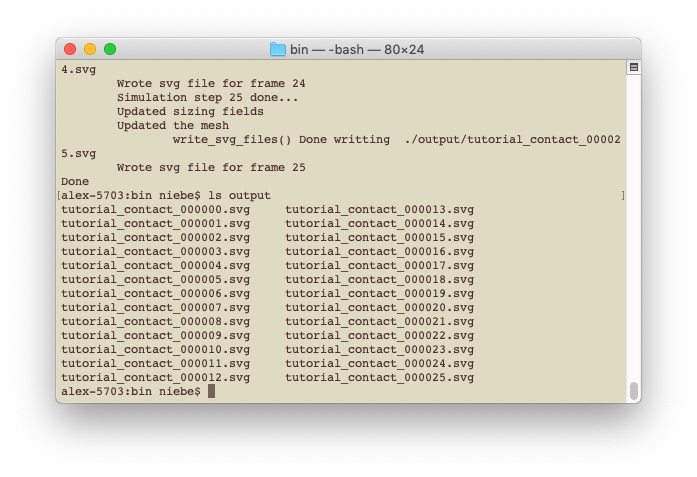 bin — -bash — 80×24
4.svg
        Wrote svg file for frame 24
        Simulation step 25 done...
        Updated sizing fields
        Updated the mesh
                write_svg_files() Done writting  ./output/tutorial_contact_00002
5.svg
        Wrote svg file for frame 25
Done
[alex-5703:bin niebe$ ls output                                                 ]
tutorial_contact_000000.svg     tutorial_contact_000013.svg
tutorial_contact_000001.svg     tutorial_contact_000014.svg
tutorial_contact_000002.svg     tutorial_contact_000015.svg
tutorial_contact_000003.svg     tutorial_contact_000016.svg
tutorial_contact_000004.svg     tutorial_contact_000017.svg
tutorial_contact_000005.svg     tutorial_contact_000018.svg
tutorial_contact_000006.svg     tutorial_contact_000019.svg
tutorial_contact_000007.svg     tutorial_contact_000020.svg
tutorial_contact_000008.svg     tutorial_contact_000021.svg
tutorial_contact_000009.svg     tutorial_contact_000022.svg
tutorial_contact_000010.svg     tutorial_contact_000023.svg
tutorial_contact_000011.svg     tutorial_contact_000024.svg
tutorial_contact_000012.svg     tutorial_contact_000025.svg
alex-5703:bin niebe$